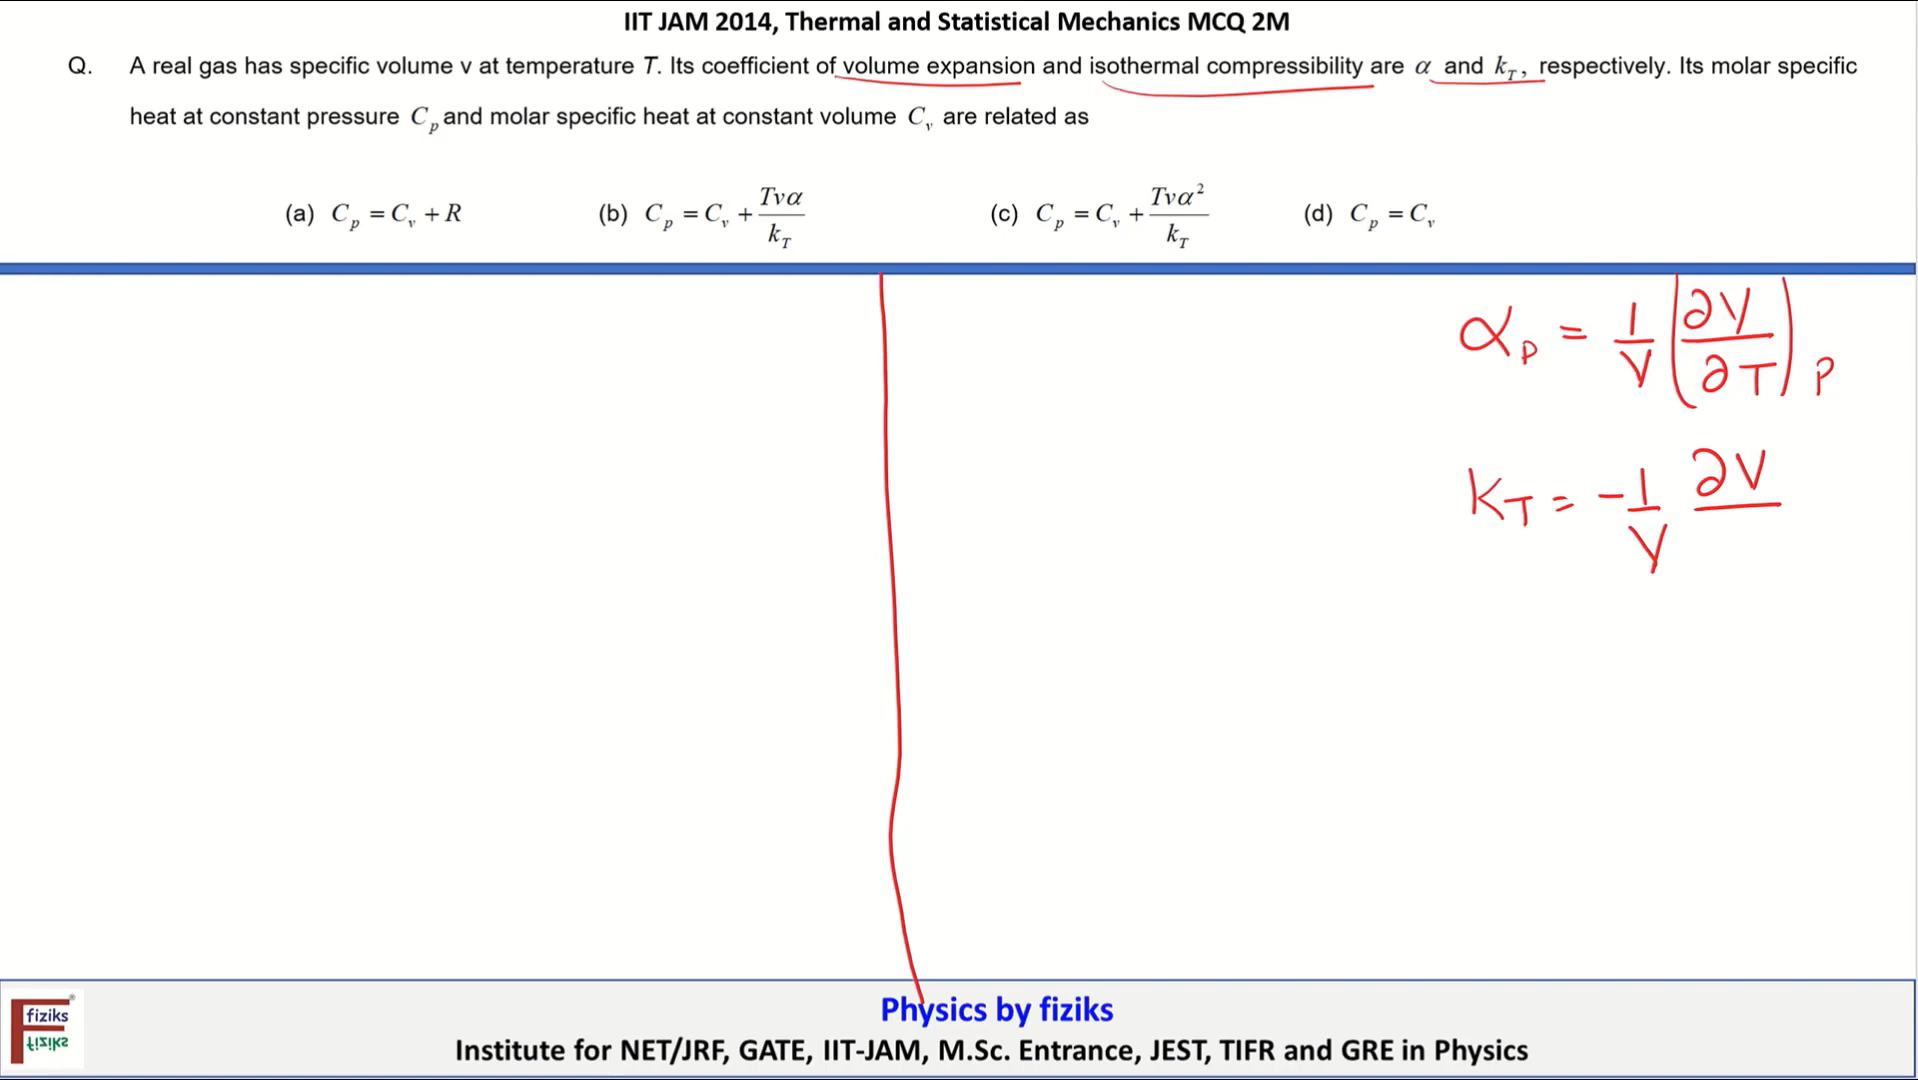 IIT JAM 2014, Thermal and Statistical Mechanics MCQ 2M
Q. A real gas has specific volume v at temperature T. Its coefficient of volume expansion and isothermal compressibility are α and k_T, respectively. Its molar specific
heat at constant pressure C_p and molar specific heat at constant volume C_v are related as
(a) C_p = C_v + R (b) C_p = C_v + Tvα/k_T (c) C_p = C_v + Tvα²/k_T (d) C_p = C_v
α_P = 1/V (∂V/∂T)_P
K_T = -1/V ∂V
fiziks
fiziks
Physics by fiziks
Institute for NET/JRF, GATE, IIT-JAM, M.Sc. Entrance, JEST, TIFR and GRE in Physics